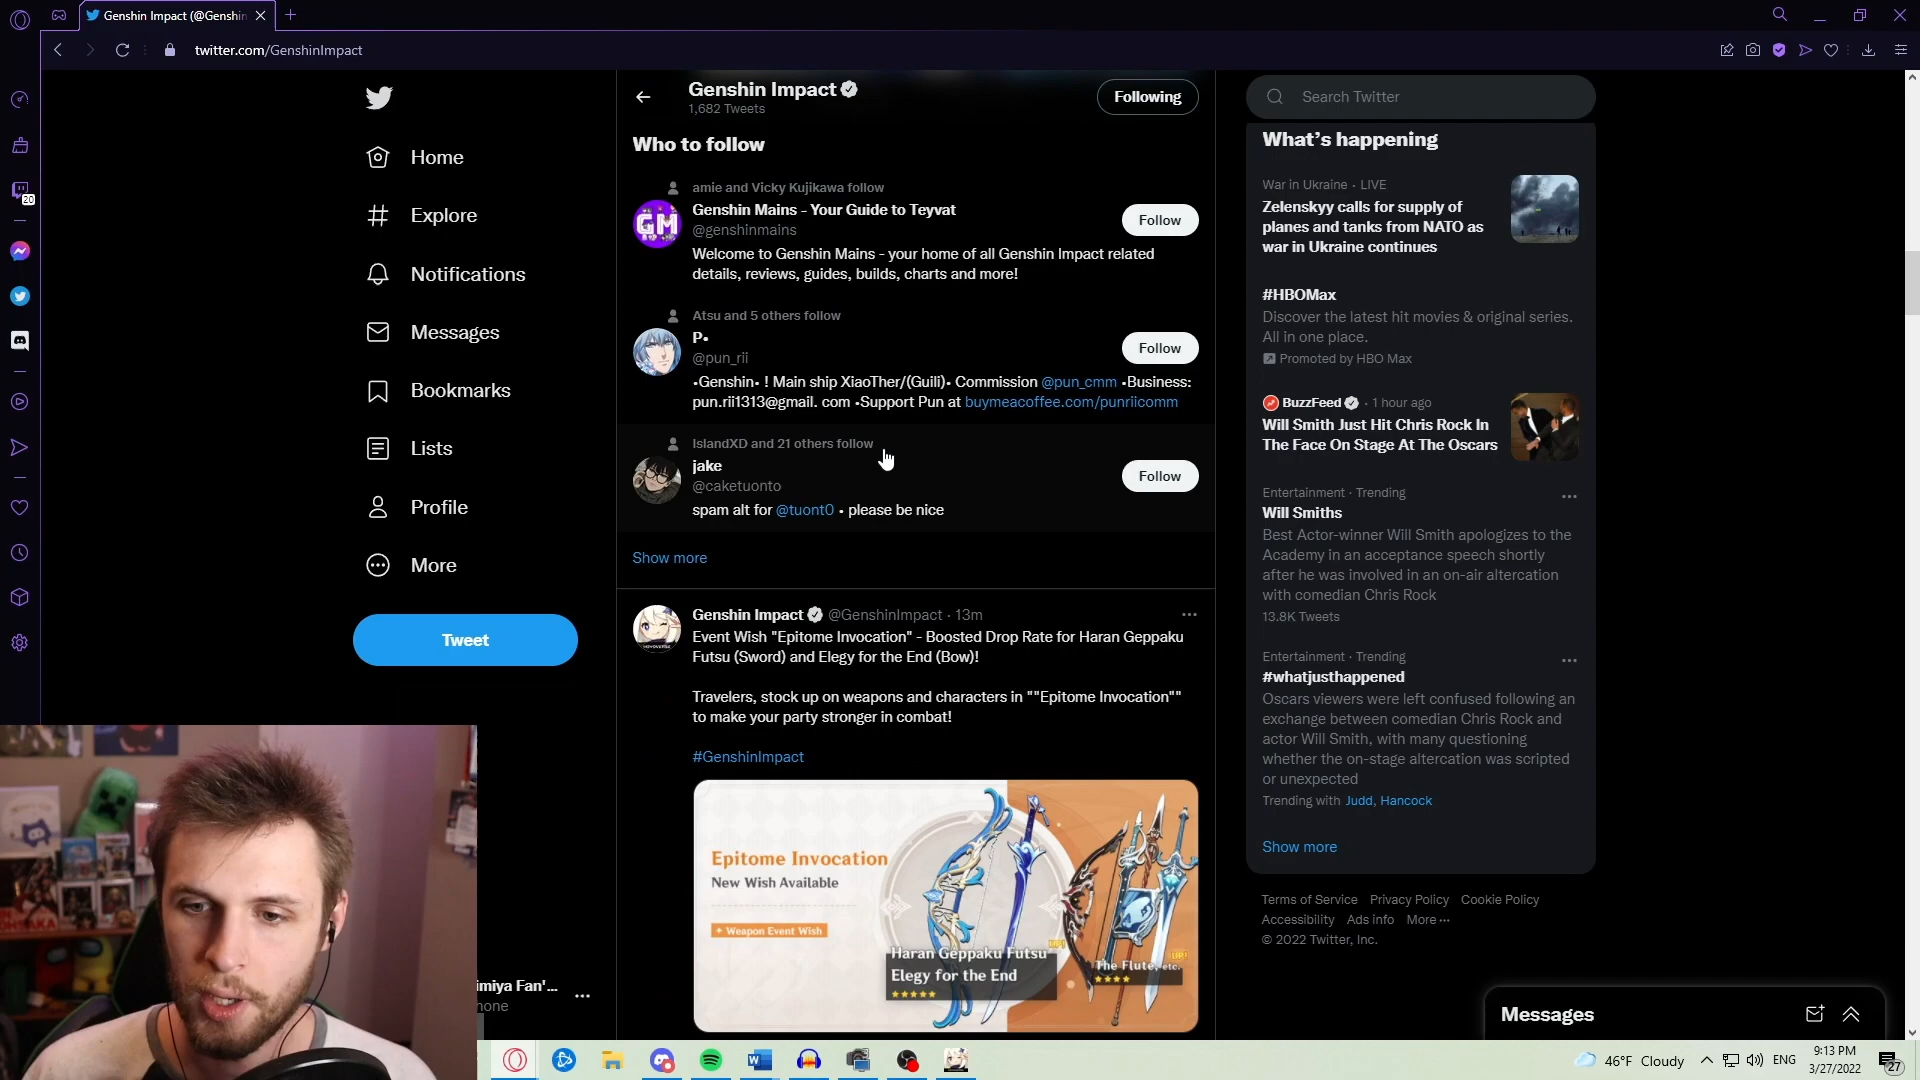 Genshin Impact (@Genshin
twitter.com/GenshinImpact
20
Home
Explore
Notifications
Messages
Bookmarks
Lists
Profile
More
Tweet
imiya Fan'...
none
Genshin Impact
1,682 Tweets
Following
Who to follow
amie and Vicky Kujikawa follow
Genshin Mains - Your Guide to Teyvat
@genshinmains
Follow
Welcome to Genshin Mains - your home of all Genshin Impact related
details, reviews, guides, builds, charts and more!
GM
Atsu and 5 others follow
P•
@pun_rii
Follow
•Genshin• ! Main ship XiaoTher/(Guili)• Commission @pun_cmm •Business:
pun.rii1313@gmail. com •Support Pun at buymeacoffee.com/punriicomm
IslandXD and 21 others follow
jake
@caketuonto
Follow
spam alt for @tuont0 • please be nice
Show more
Genshin Impact @GenshinImpact · 13m
Event Wish "Epitome Invocation" - Boosted Drop Rate for Haran Geppaku
Futsu (Sword) and Elegy for the End (Bow)!
Travelers, stock up on weapons and characters in ""Epitome Invocation""
to make your party stronger in combat!
#GenshinImpact
HOYOVERSE
Epitome Invocation
New Wish Available
Weapon Event Wish
Haran Geppaku Futsu
UP!
Elegy for the End
UP!
The Flute, etc.
Search Twitter
What's happening
War in Ukraine · LIVE
Zelenskyy calls for supply of
planes and tanks from NATO as
war in Ukraine continues
#HBOMax
Discover the latest hit movies & original series.
All in one place.
Promoted by HBO Max
BuzzFeed · 1 hour ago
Will Smith Just Hit Chris Rock In
The Face On Stage At The Oscars
Entertainment · Trending
Will Smiths
Best Actor-winner Will Smith apologizes to the
Academy in an acceptance speech shortly
after he was involved in an on-air altercation
with comedian Chris Rock
13.8K Tweets
Entertainment · Trending
#whatjusthappened
Oscars viewers were left confused following an
exchange between comedian Chris Rock and
actor Will Smith, with many questioning
whether the on-stage altercation was scripted
or unexpected
Trending with Judd, Hancock
Show more
Terms of Service Privacy Policy Cookie Policy
Accessibility Ads info More
© 2022 Twitter, Inc.
Messages
46°F Cloudy
ENG
9:13 PM
3/27/2022
27